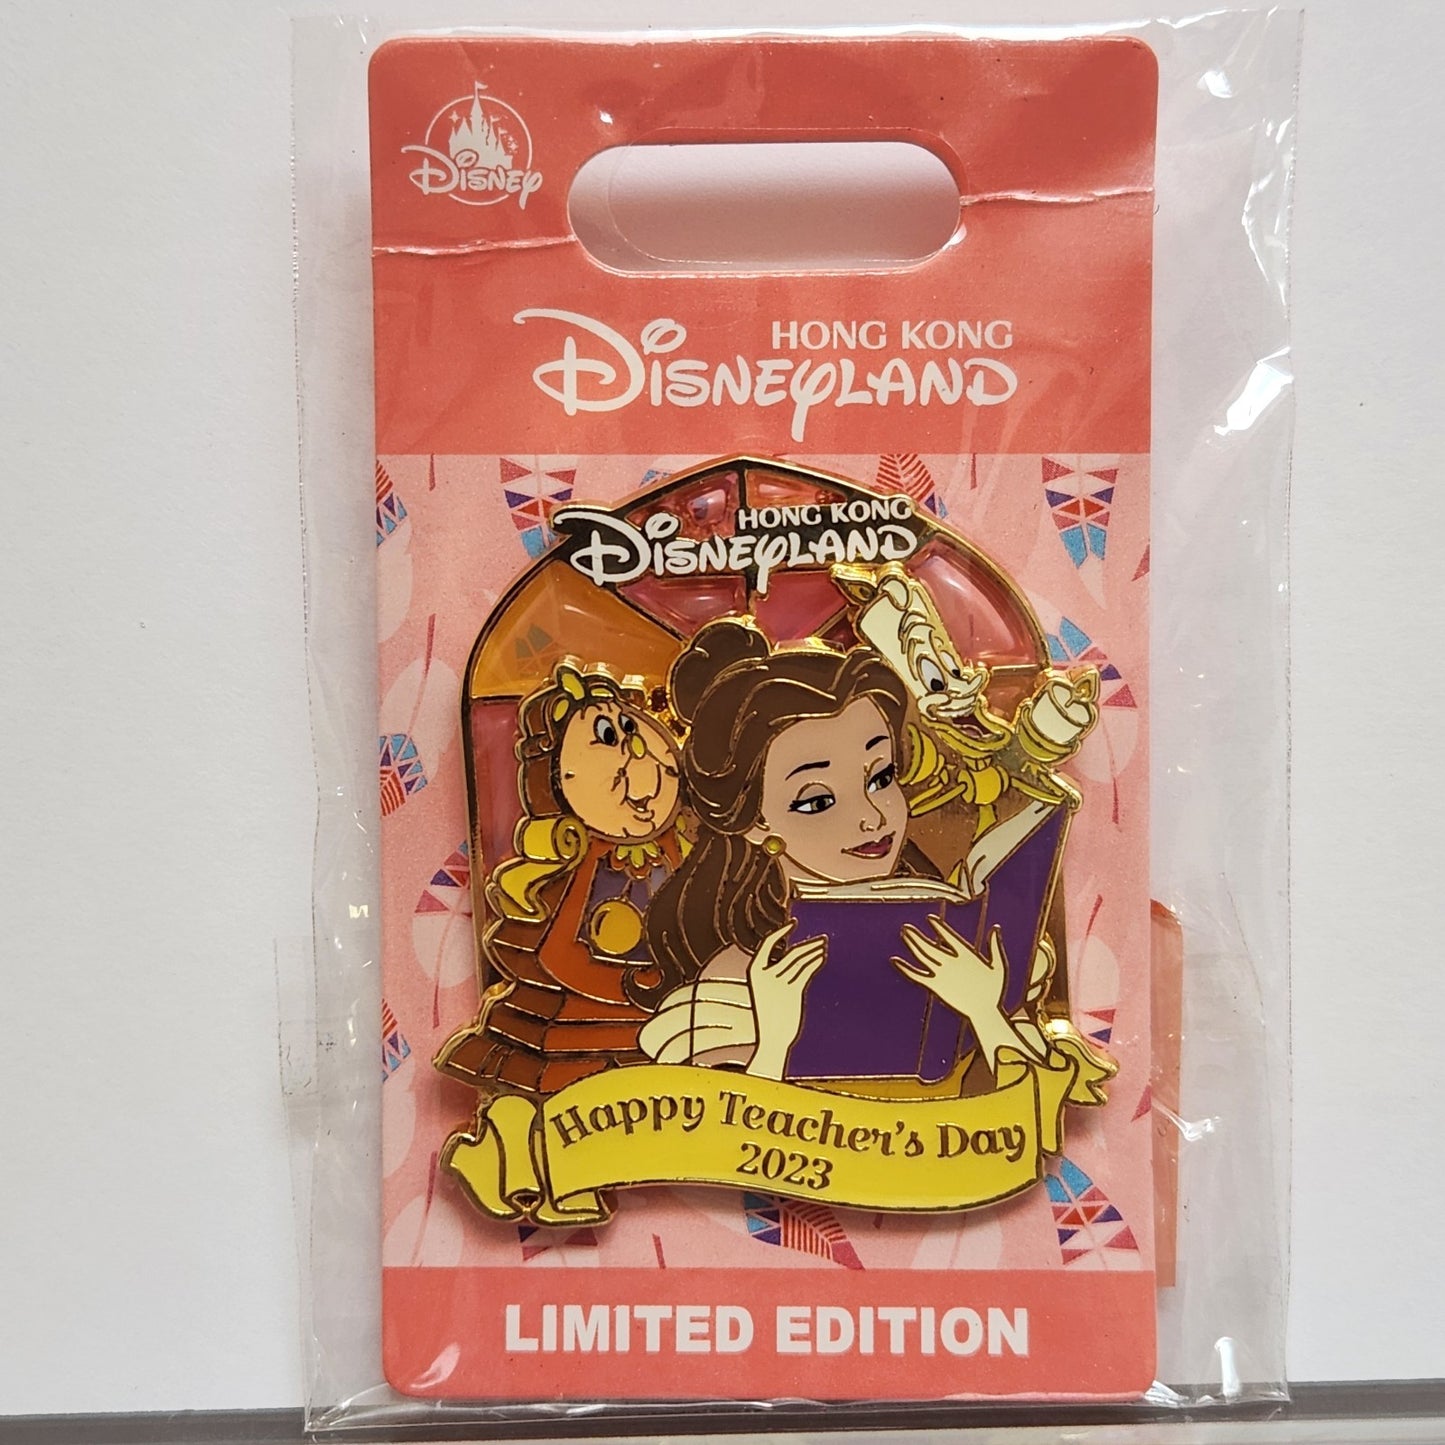 Disney
HONG KONG
DISNEYLAND
HONG KONG
DISNEYLAND
Happy Teacher's Day
2023
LIMITED EDITION